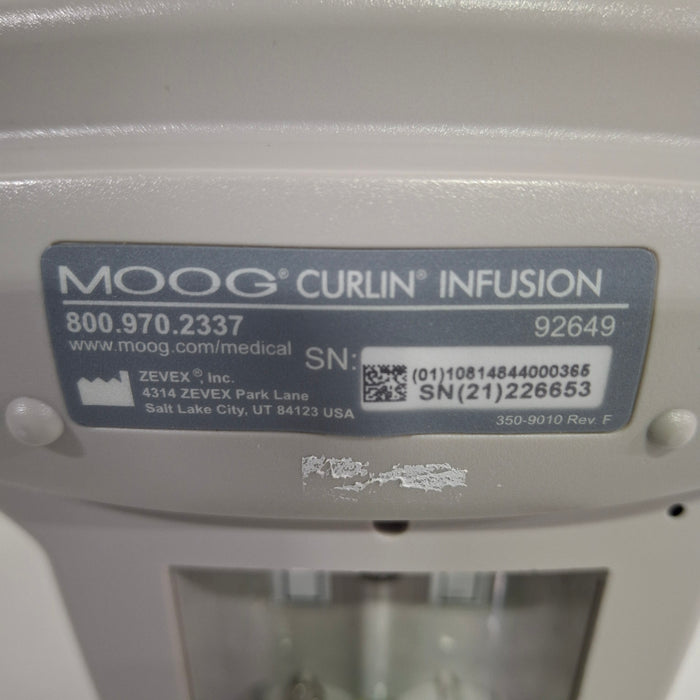 MOOG® CURLIN® INFUSION
800.970.2337
92649
www.moog.com/medical
SN:
(01)10814844000365
SN(21)226653
ZEVEX®, Inc.
4314 ZEVEX Park Lane
Salt Lake City, UT 84123 USA
350-9010 Rev. F